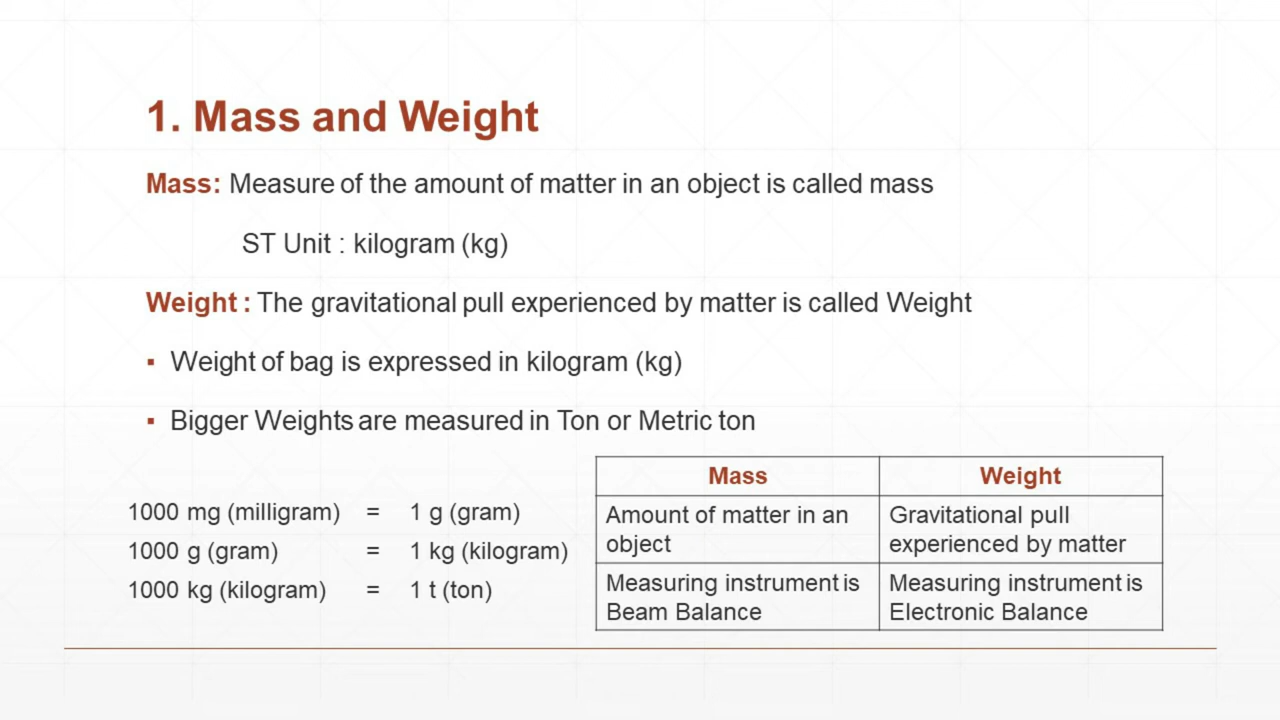 1. Mass and Weight
Mass: Measure of the amount of matter in an object is called mass
ST Unit : kilogram (kg)
Weight : The gravitational pull experienced by matter is called Weight
▪ Weight of bag is expressed in kilogram (kg)
▪ Bigger Weights are measured in Ton or Metric ton
1000 mg (milligram) = 1 g (gram)
1000 g (gram) = 1 kg (kilogram)
1000 kg (kilogram) = 1 t (ton)
Mass Weight
Amount of matter in an
object
Gravitational pull
experienced by matter
Measuring instrument is
Beam Balance
Measuring instrument is
Electronic Balance